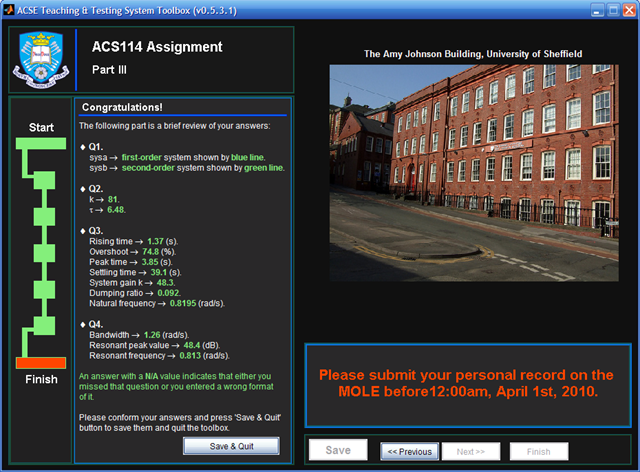 ACSE Teaching & Testing System Toolbox (v0.5.3.1)
ACS114 Assignment
Part III
Start
Finish
Congratulations!
The following part is a brief review of your answers:
♦ Q1.
sysa → first-order system shown by blue line.
sysb → second-order system shown by green line.
♦ Q2.
k → 81.
τ → 6.48.
♦ Q3.
Rising time → 1.37 (s).
Overshoot → 74.8 (%).
Peak time → 3.85 (s).
Settling time → 39.1 (s).
System gain k → 48.3.
Dumping ratio → 0.092.
Natural frequency → 0.8195 (rad/s).
♦ Q4.
Bandwidth → 1.26 (rad/s).
Resonant peak value → 48.4 (dB).
Resonant frequency → 0.813 (rad/s).
An answer with a N/A value indicates that either you
missed that question or you entered a wrong format
of it.
Please conform your answers and press 'Save & Quit'
button to save them and quit the toolbox.
Save & Quit
The Amy Johnson Building, University of Sheffield
Please submit your personal record on the
MOLE before12:00am, April 1st, 2010.
Save
<< Previous
Next >>
Finish